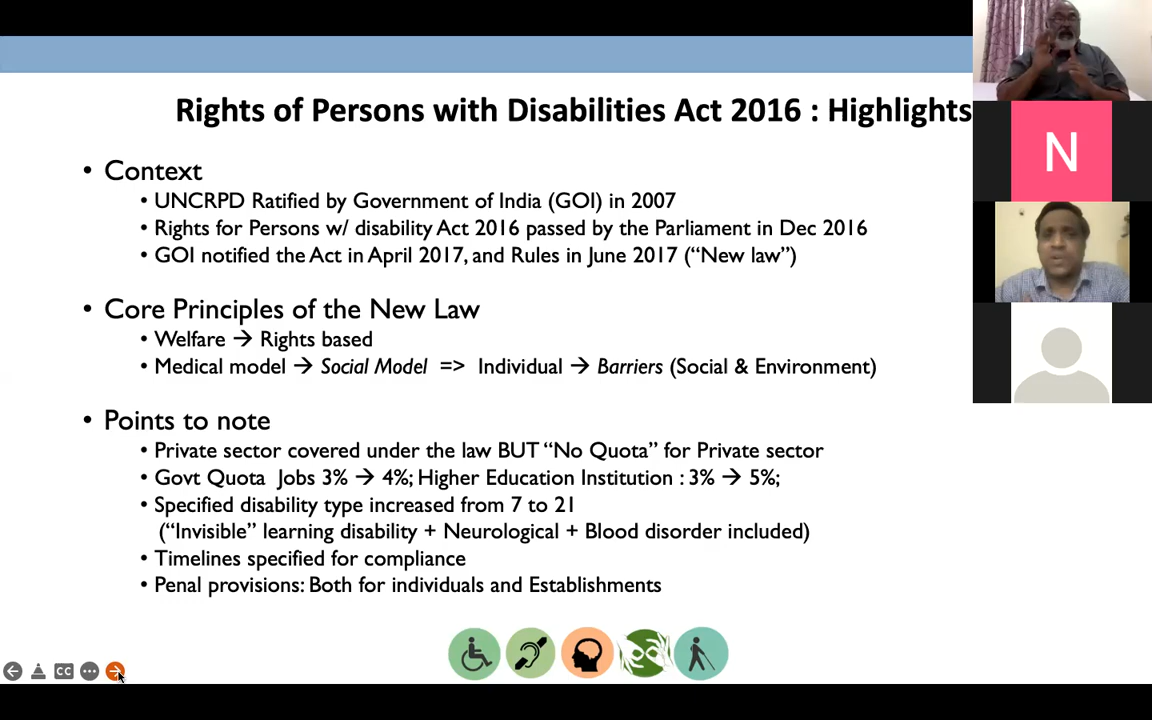 Rights of Persons with Disabilities Act 2016 : Highlights
• Context
• UNCRPD Ratified by Government of India (GOI) in 2007
• Rights for Persons w/ disability Act 2016 passed by the Parliament in Dec 2016
• GOI notified the Act in April 2017, and Rules in June 2017 (“New law”)
• Core Principles of the New Law
• Welfare → Rights based
• Medical model → Social Model => Individual → Barriers (Social & Environment)
• Points to note
• Private sector covered under the law BUT “No Quota” for Private sector
• Govt Quota Jobs 3% → 4%; Higher Education Institution : 3% → 5%;
• Specified disability type increased from 7 to 21
(“Invisible” learning disability + Neurological + Blood disorder included)
• Timelines specified for compliance
• Penal provisions: Both for individuals and Establishments
CC
N